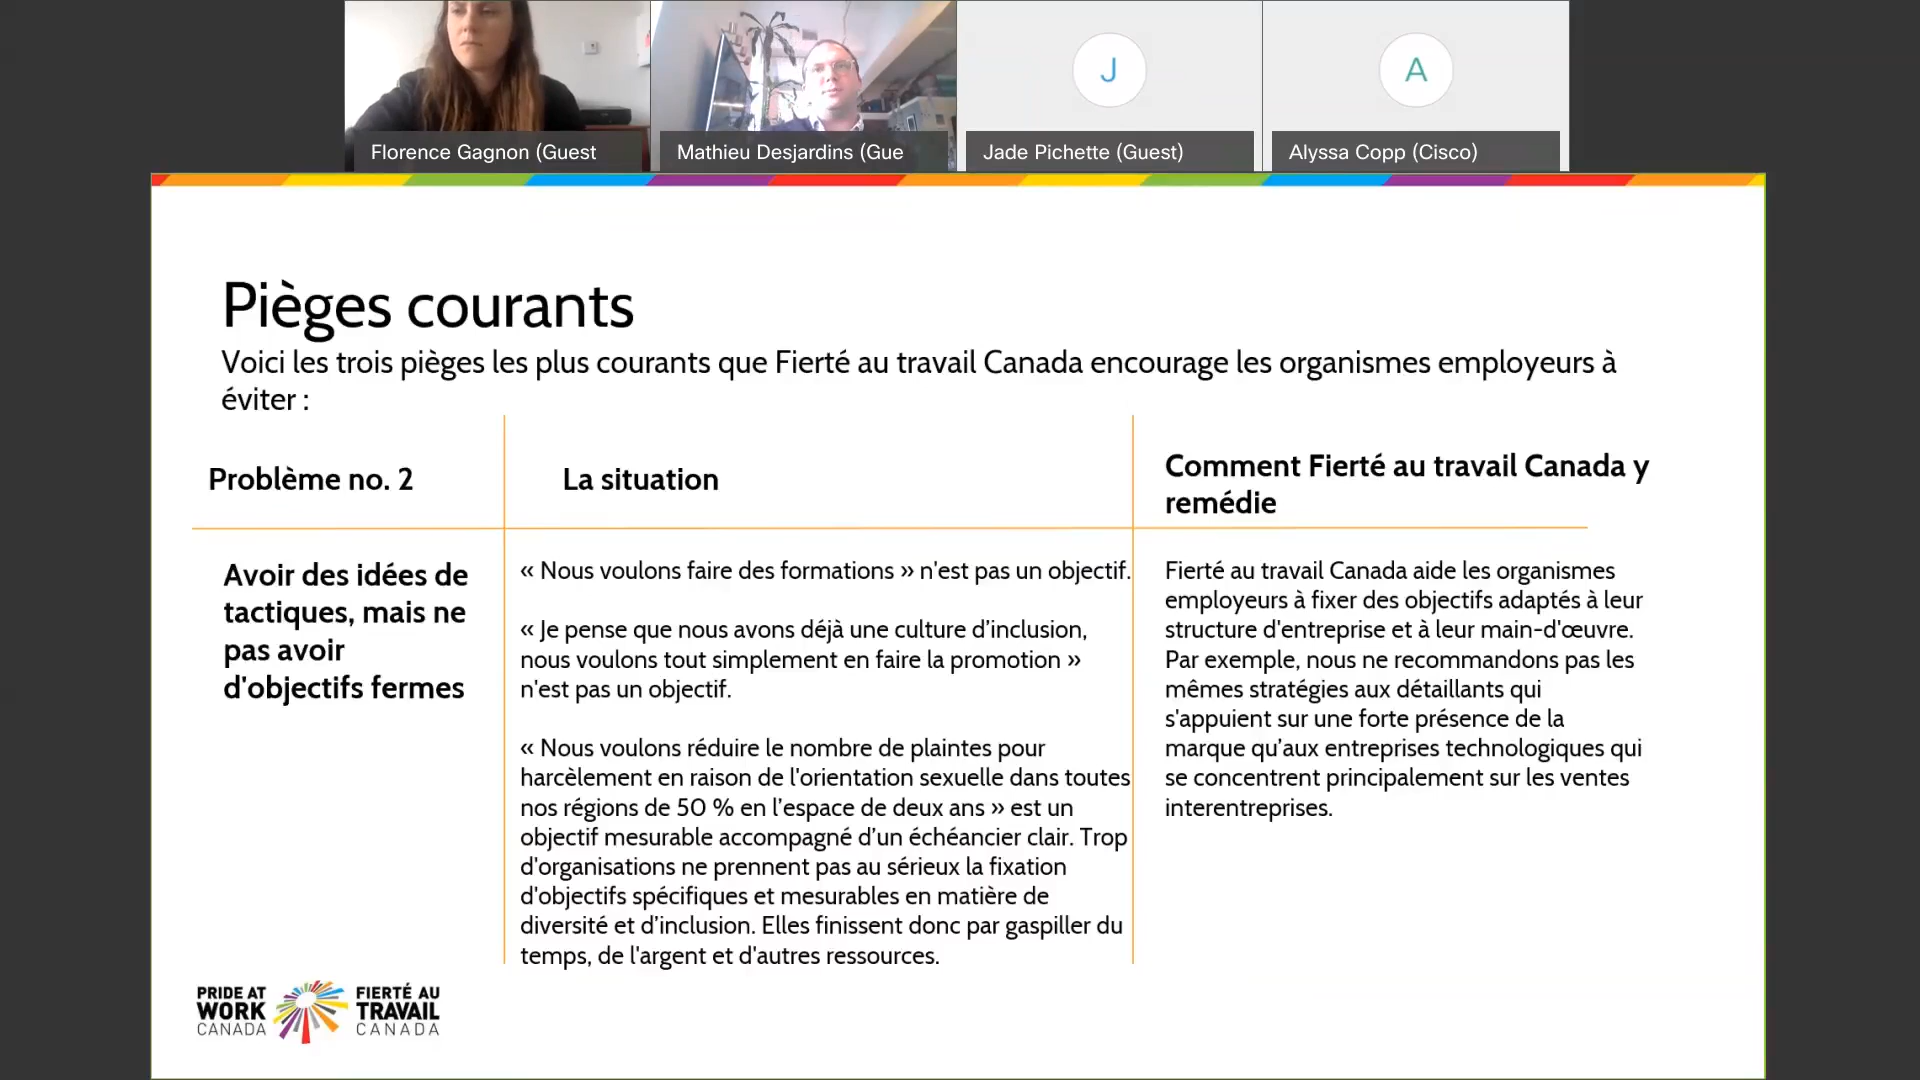 J
A
Florence Gagnon (Guest
Mathieu Desjardins (Gue
Jade Pichette (Guest)
Alyssa Copp (Cisco)
Pièges courants
Voici les trois pièges les plus courants que Fierté au travail Canada encourage les organismes employeurs à
éviter :
Problème no. 2
La situation
Comment Fierté au travail Canada y
remédie
Avoir des idées de
tactiques, mais ne
pas avoir
d'objectifs fermes
« Nous voulons faire des formations » n'est pas un objectif.
« Je pense que nous avons déjà une culture d’inclusion,
nous voulons tout simplement en faire la promotion »
n'est pas un objectif.
« Nous voulons réduire le nombre de plaintes pour
harcèlement en raison de l'orientation sexuelle dans toutes
nos régions de 50 % en l’espace de deux ans » est un
objectif mesurable accompagné d’un échéancier clair. Trop
d'organisations ne prennent pas au sérieux la fixation
d'objectifs spécifiques et mesurables en matière de
diversité et d’inclusion. Elles finissent donc par gaspiller du
temps, de l'argent et d'autres ressources.
Fierté au travail Canada aide les organismes
employeurs à fixer des objectifs adaptés à leur
structure d'entreprise et à leur main-d'œuvre.
Par exemple, nous ne recommandons pas les
mêmes stratégies aux détaillants qui
s'appuient sur une forte présence de la
marque qu’aux entreprises technologiques qui
se concentrent principalement sur les ventes
interentreprises.
PRIDE AT
WORK
CANADA
FIERTÉ AU
TRAVAIL
CANADA